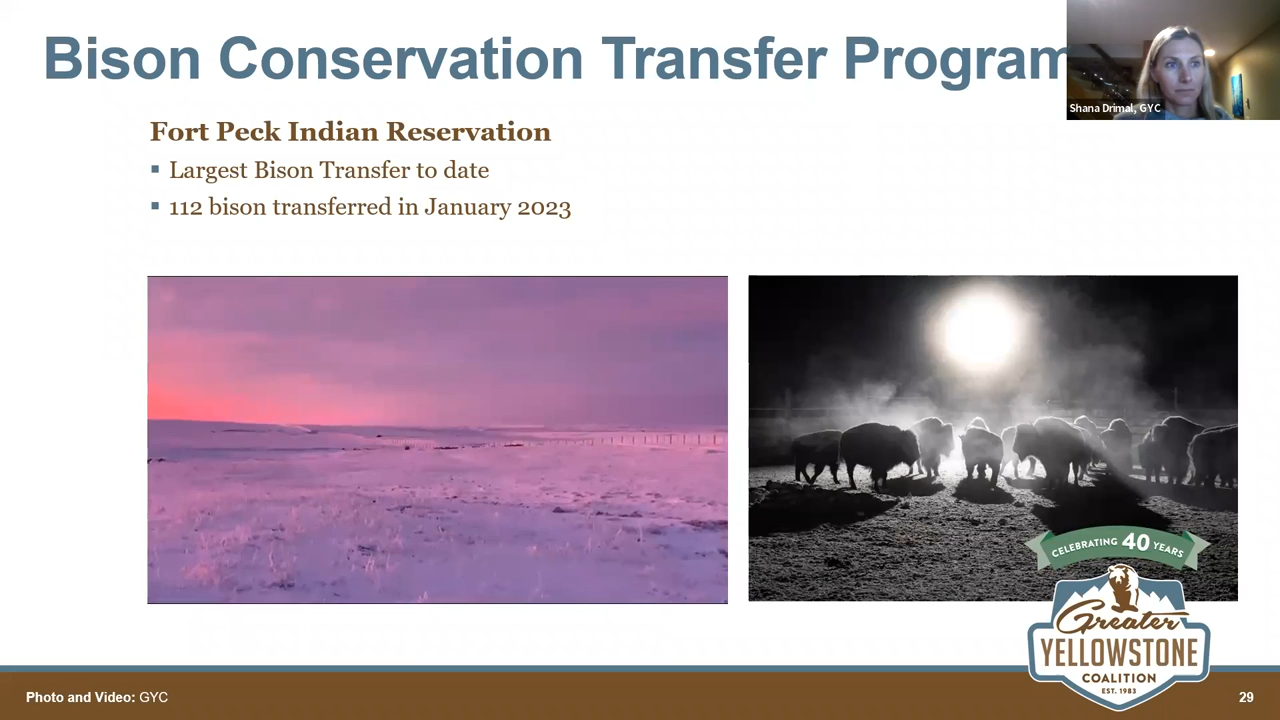 Bison Conservation Transfer Program
Shana Drimal, GYC
Fort Peck Indian Reservation
▪ Largest Bison Transfer to date
▪ 112 bison transferred in January 2023
CELEBRATING 40 YEARS
Greater
YELLOWSTONE
COALITION
EST. 1983
Photo and Video: GYC
29